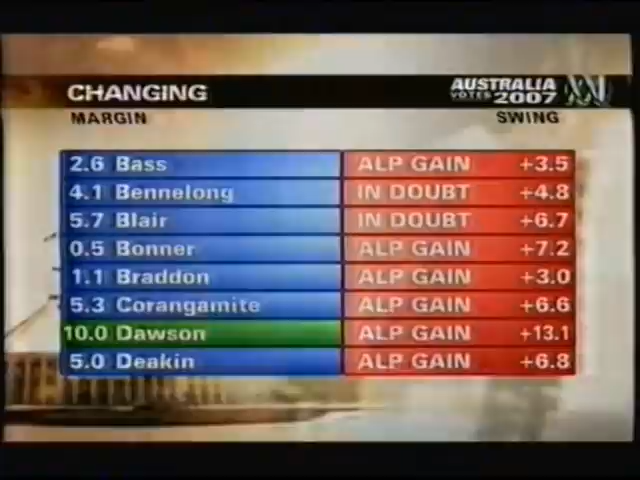 CHANGING
AUSTRALIA
VOTES 2007
MARGIN SWING
2.6 Bass ALP GAIN +3.5
4.1 Bennelong IN DOUBT +4.8
5.7 Blair IN DOUBT +6.7
0.5 Bonner ALP GAIN +7.2
1.1 Braddon ALP GAIN +3.0
5.3 Corangamite ALP GAIN +6.6
10.0 Dawson ALP GAIN +13.1
5.0 Deakin ALP GAIN +6.8